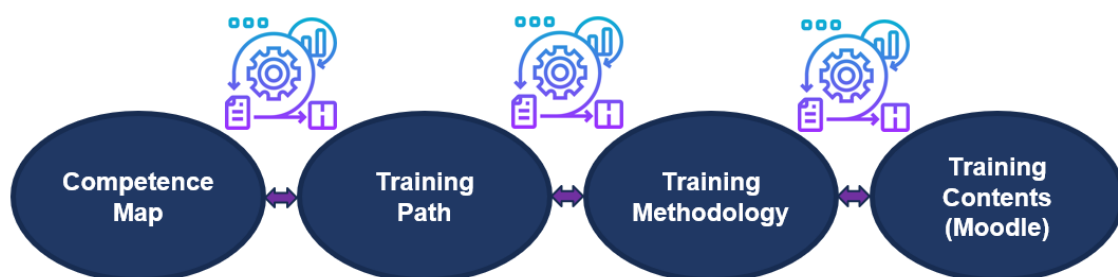 Competence
Map
Training
Path
Training
Methodology
Training
Contents
(Moodle)